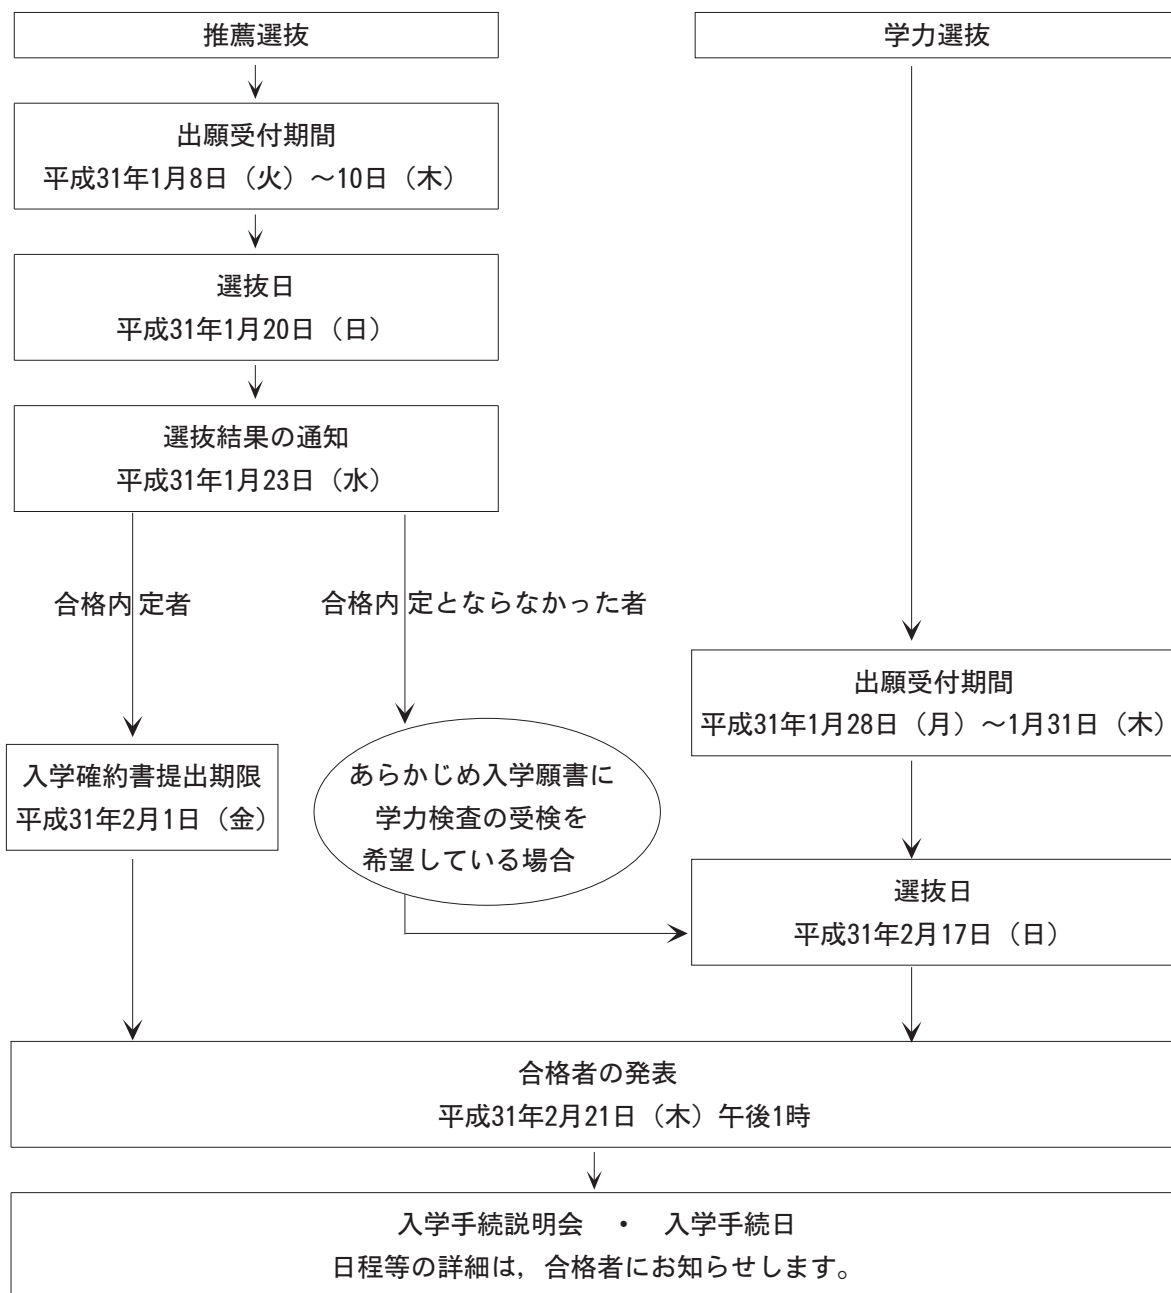 推薦選抜
出願受付期間
平成31年1月8日（火）～10日（木）
選抜日
平成31年1月20日（日）
選抜結果の通知
平成31年1月23日（水）
合格内定者
合格内定とならなかった者
入学確約書提出期限
平成31年2月1日（金）
あらかじめ入学願書に
学力検査の受検を
希望している場合
学力選抜
出願受付期間
平成31年1月28日（月）～1月31日（木）
選抜日
平成31年2月17日（日）
合格者の発表
平成31年2月21日（木）午後1時
入学手続説明会　・　入学手続日
日程等の詳細は，合格者にお知らせします。